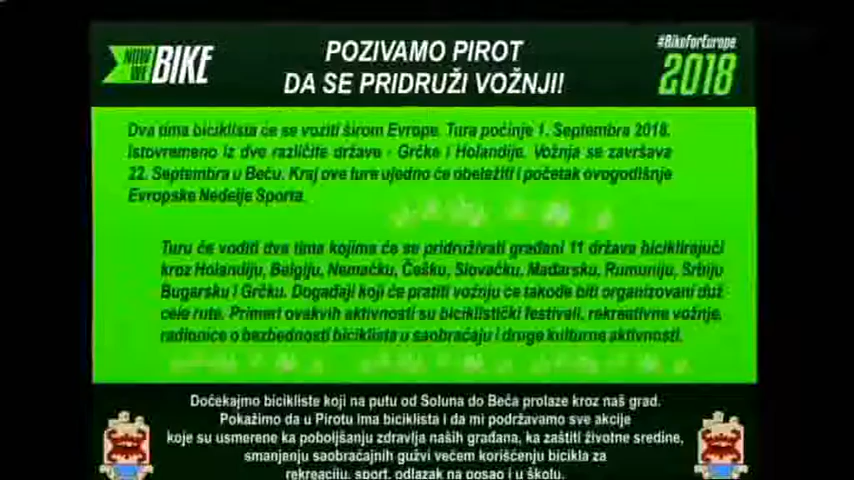 NOW WE BIKE
POZIVAMO PIROT
DA SE PRIDRUŽI VOŽNJI!
#BikeForEurope
2018
Dva tima biciklista će se voziti širom Evrope. Tura počinje 1. Septembra 2018.
Istovremeno iz dve različite države - Grčke i Holandije. Vožnja se završava
22. Septembra u Beču. Kraj ove ture ujedno će obeležiti i početak ovogodišnje
Evropske Nedelje Sporta.
Turu će voditi dva tima kojima će se pridruživati građani 11 država biciklirajući
kroz Holandiju, Belgiju, Nemačku, Češku, Slovačku, Mađarsku, Rumuniju, Srbiju
Bugarsku i Grčku. Događaji koji će pratiti vožnju će takođe biti organizovani duž
cele rute. Primeri ovakvih aktivnosti su biciklistički festivali, rekreativne vožnje,
radionice o bezbednosti biciklista u saobraćaju i druge kulturne aktivnosti.
Dočekajmo bicikliste koji na putu od Soluna do Beča prolaze kroz naš grad.
Pokažimo da u Pirotu ima biciklista i da mi podržavamo sve akcije
koje su usmerene ka poboljšanju zdravlja naših građana, ka zaštiti životne sredine,
smanjenju saobraćajnih gužvi većem korišćenju bicikla za
rekreaciju, sport, odlazak na posao i u školu.